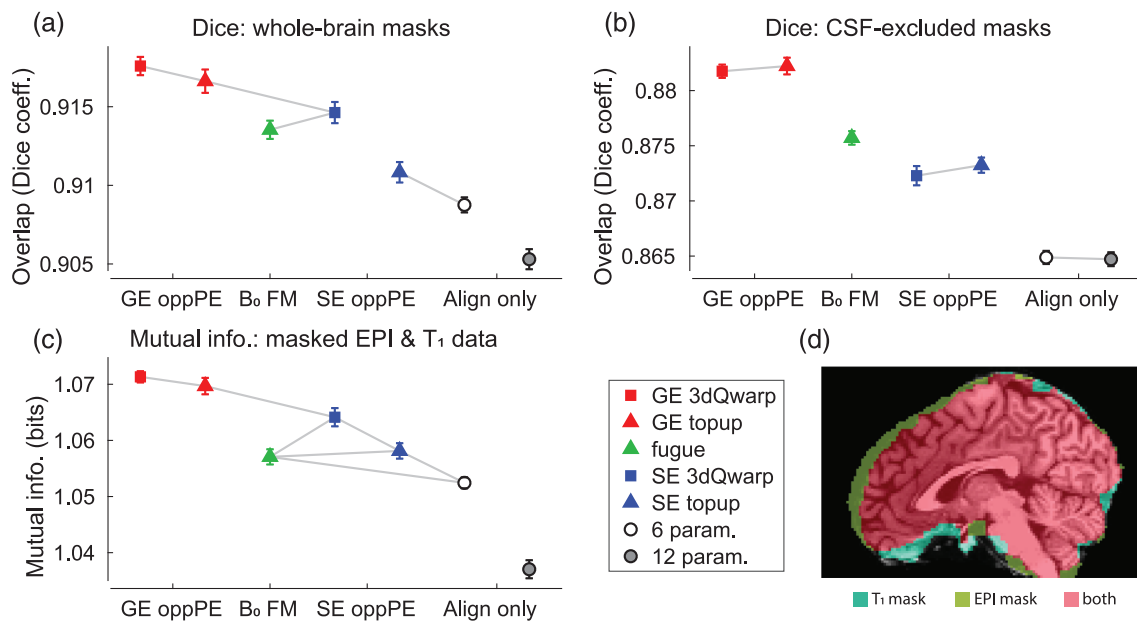 (a)
Dice: whole-brain masks
Overlap (Dice coeff.)
0.915
0.91
0.905
GE oppPE
B₀ FM
SE oppPE
Align only
(b)
Dice: CSF-excluded masks
Overlap (Dice coeff.)
0.88
0.875
0.87
0.865
GE oppPE
B₀ FM
SE oppPE
Align only
(c)
Mutual info.: masked EPI & T₁ data
Mutual info. (bits)
1.07
1.06
1.05
1.04
GE oppPE
B₀ FM
SE oppPE
Align only
GE 3dQwarp
GE topup
fugue
SE 3dQwarp
SE topup
6 param.
12 param.
(d)
T₁ mask
EPI mask
both